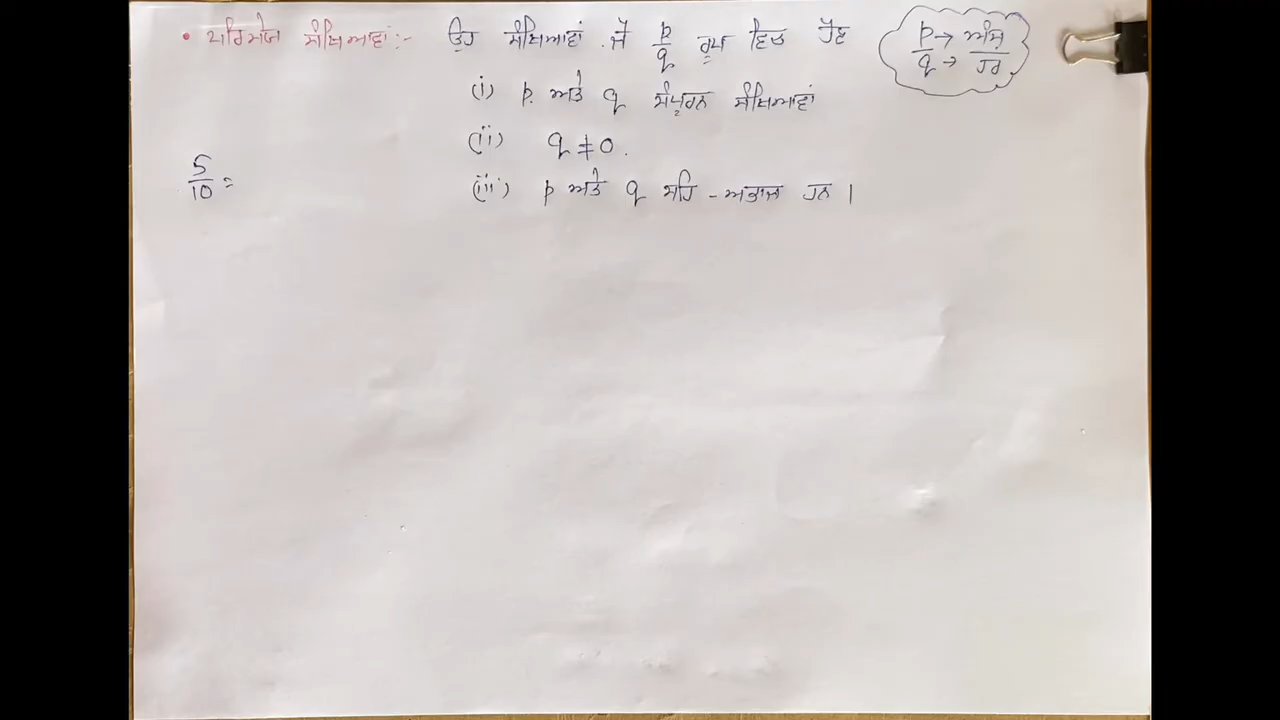 • ਪਰਿਮੇਯ ਸੰਖਿਆਵਾਂ:- ਉਹ ਸੰਖਿਆਵਾਂ ਜੋ p/q ਰੂਪ ਵਿਚ ਹੋਣ
p → ਅੰਸ਼
q → ਹਰ
(i) p ਅਤੇ q ਸੰਪੂਰਨ ਸੰਖਿਆਵਾਂ
(ii) q ≠ 0.
(iii) p ਅਤੇ q ਸਹਿ - ਅਭਾਜ ਹਨ ।
5/10 =